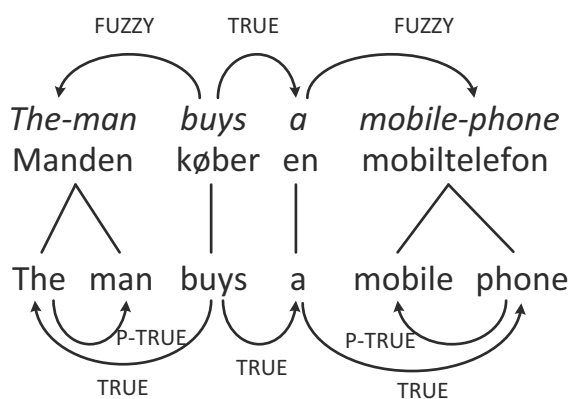 FUZZY TRUE FUZZY
The-man buys a mobile-phone
Manden køber en mobiltelefon
The man buys a mobile phone
P-TRUE P-TRUE
TRUE TRUE TRUE